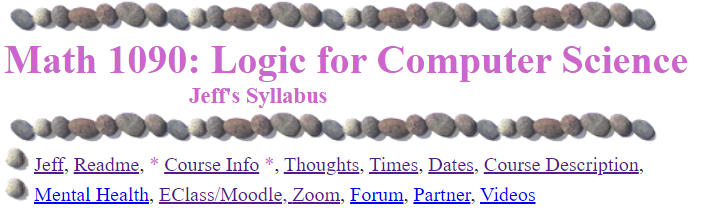 Math 1090: Logic for Computer Science
Jeff's Syllabus
Jeff, Readme, * Course Info *, Thoughts, Times, Dates, Course Description,
Mental Health, EClass/Moodle, Zoom, Forum, Partner, Videos